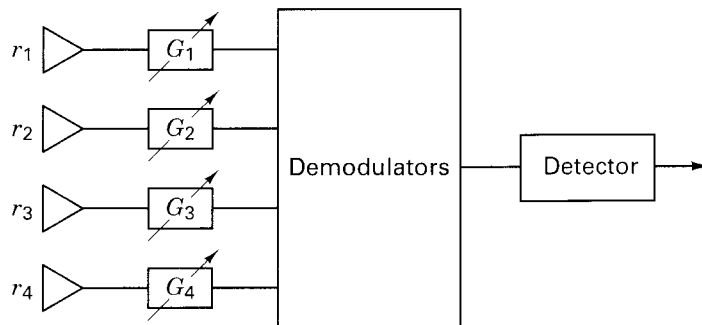 r1 G1
r2 G2
Demodulators Detector
r3 G3
r4 G4